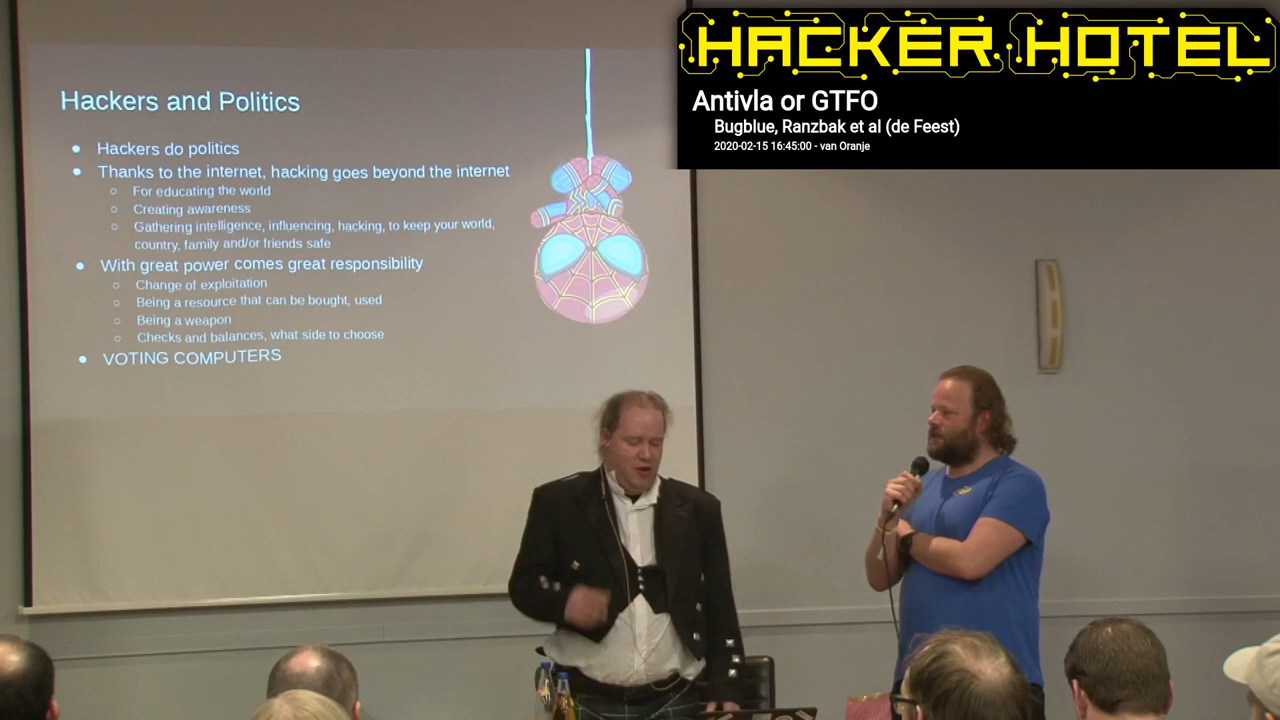 HACKER HOTEL
Antivla or GTFO
Bugblue, Ranzbak et al (de Feest)
2020-02-15 16:45:00 - van Oranje
Hackers and Politics
● Hackers do politics
● Thanks to the internet, hacking goes beyond the internet
○ For educating the world
○ Creating awareness
○ Gathering intelligence, influencing, hacking, to keep your world,
country, family and/or friends safe
● With great power comes great responsibility
○ Change of exploitation
○ Being a resource that can be bought, used
○ Being a weapon
○ Checks and balances, what side to choose
● VOTING COMPUTERS